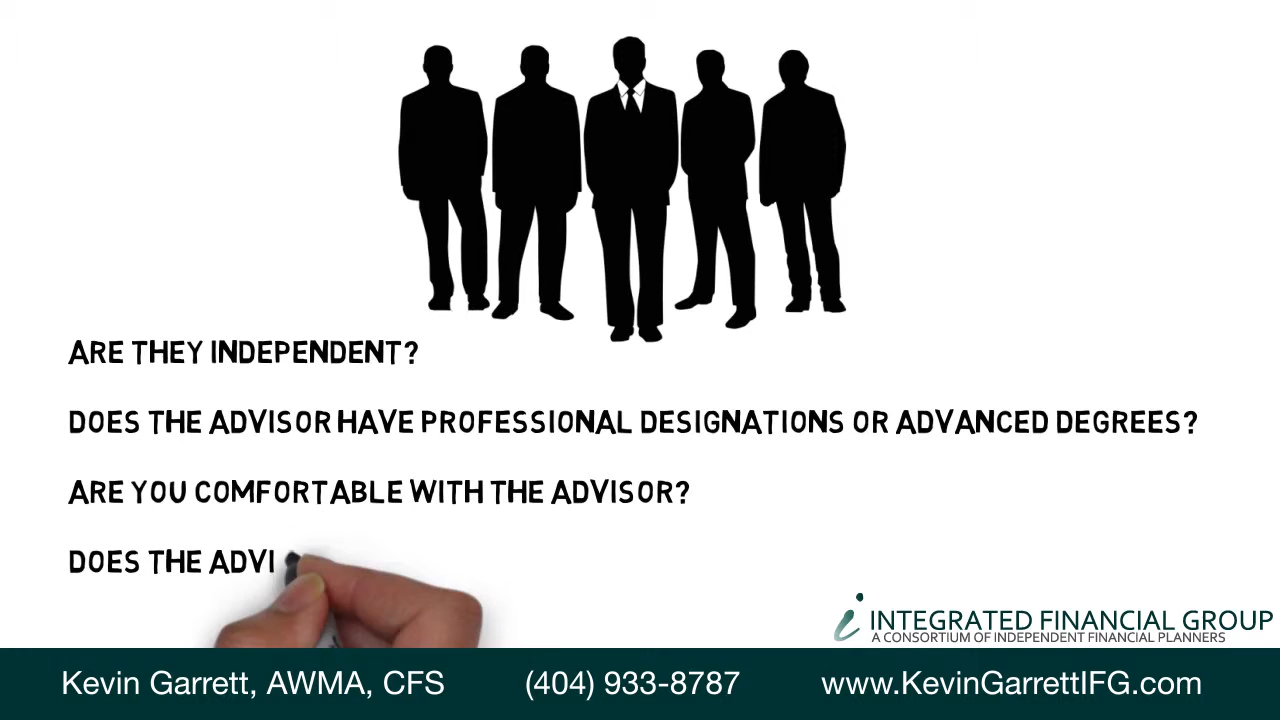 ARE THEY INDEPENDENT?
DOES THE ADVISOR HAVE PROFESSIONAL DESIGNATIONS OR ADVANCED DEGREES?
ARE YOU COMFORTABLE WITH THE ADVISOR?
DOES THE ADVI
INTEGRATED FINANCIAL GROUP
A CONSORTIUM OF INDEPENDENT FINANCIAL PLANNERS
Kevin Garrett, AWMA, CFS (404) 933-8787 www.KevinGarrettIFG.com